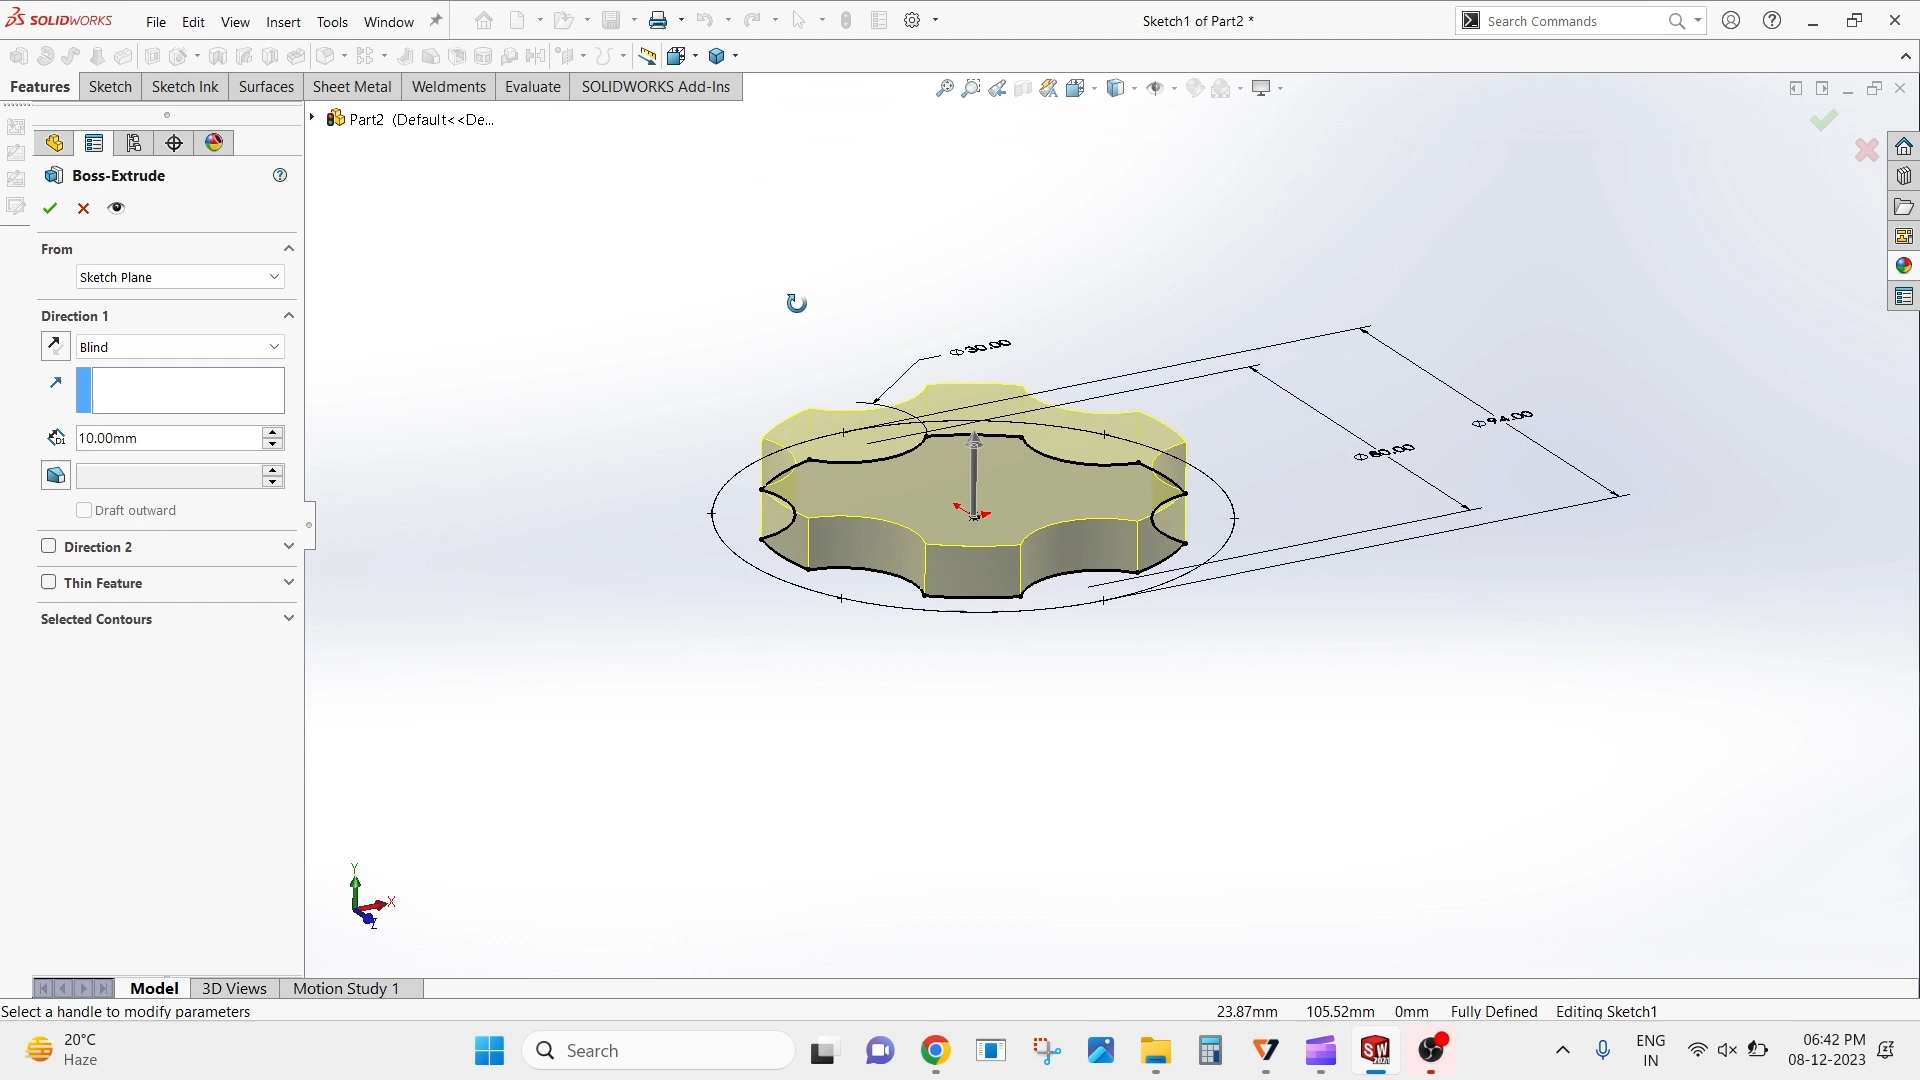 SOLIDWORKS File Edit View Insert Tools Window Sketch1 of Part2 * Search Commands
Features Sketch Sketch Ink Surfaces Sheet Metal Weldments Evaluate SOLIDWORKS Add-Ins
Part2 (Default<<De...
Boss-Extrude
From
Sketch Plane
Direction 1
Blind
10.00mm
Draft outward
Direction 2
Thin Feature
Selected Contours
∅30.00
∅94.00
Y
X
Z
Model 3D Views Motion Study 1
Select a handle to modify parameters 23.87mm 105.52mm 0mm Fully Defined Editing Sketch1
20°C
Haze
Search
SW
2021
ENG
IN
06:42 PM
08-12-2023